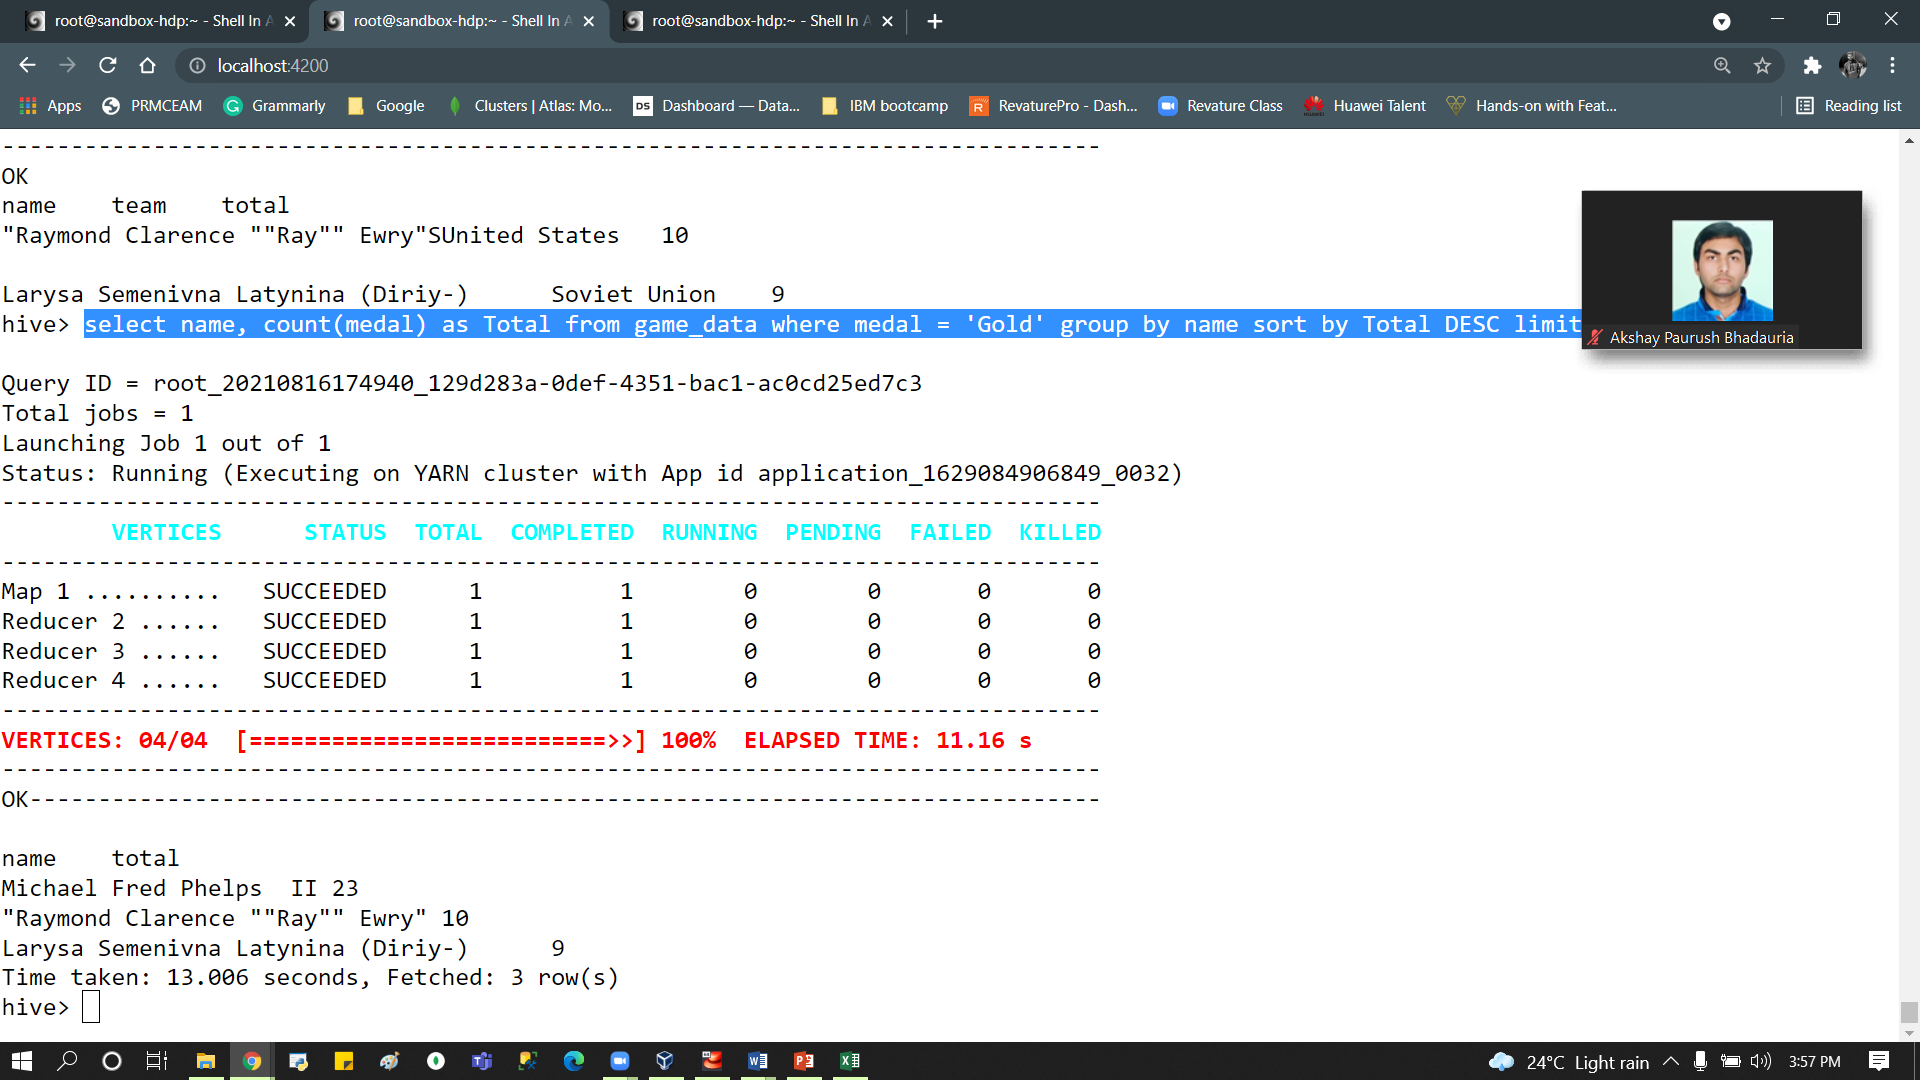 root@sandbox-hdp:~ - Shell In A
root@sandbox-hdp:~ - Shell In A
root@sandbox-hdp:~ - Shell In A
localhost:4200
Apps
PRMCEAM
Grammarly
Google
Clusters | Atlas: Mo...
DS
Dashboard — Data...
IBM bootcamp
R
RevaturePro - Dash...
Revature Class
Huawei Talent
Hands-on with Feat...
Reading list
--------------------------------------------------------------------------------
OK
name    team    total
"Raymond Clarence ""Ray"" Ewry"SUnited States   10
Larysa Semenivna Latynina (Diriy-)      Soviet Union    9
hive> select name, count(medal) as Total from game_data where medal = 'Gold' group by name sort by Total DESC limit
Akshay Paurush Bhadauria
Query ID = root_20210816174940_129d283a-0def-4351-bac1-ac0cd25ed7c3
Total jobs = 1
Launching Job 1 out of 1
Status: Running (Executing on YARN cluster with App id application_1629084906849_0032)
--------------------------------------------------------------------------------
        VERTICES      STATUS  TOTAL  COMPLETED  RUNNING  PENDING  FAILED  KILLED
--------------------------------------------------------------------------------
Map 1 ..........   SUCCEEDED      1          1        0        0       0       0
Reducer 2 ......   SUCCEEDED      1          1        0        0       0       0
Reducer 3 ......   SUCCEEDED      1          1        0        0       0       0
Reducer 4 ......   SUCCEEDED      1          1        0        0       0       0
--------------------------------------------------------------------------------
VERTICES: 04/04  [==========================>>] 100%  ELAPSED TIME: 11.16 s
--------------------------------------------------------------------------------
OK------------------------------------------------------------------------------
name    total
Michael Fred Phelps  II 23
"Raymond Clarence ""Ray"" Ewry" 10
Larysa Semenivna Latynina (Diriy-)      9
Time taken: 13.006 seconds, Fetched: 3 row(s)
hive>
24°C Light rain
3:57 PM